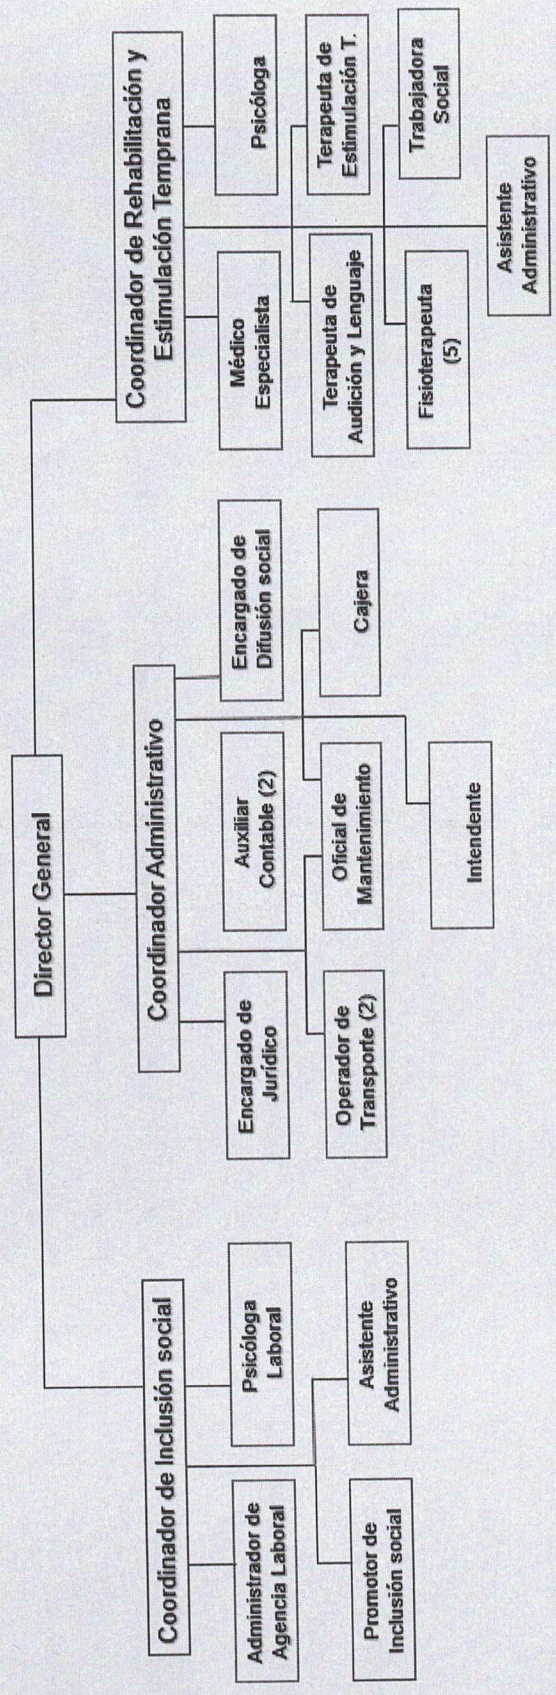 Director General
Coordinador de Inclusión social
Coordinador Administrativo
Coordinador de Rehabilitación y
Estimulación Temprana
Administrador de
Agencia Laboral
Psicóloga
Laboral
Promotor de
Inclusión social
Asistente
Administrativo
Encargado de
Jurídico
Auxiliar
Contable (2)
Encargado de
Difusión social
Operador de
Transporte (2)
Oficial de
Mantenimiento
Cajera
Intendente
Médico
Especialista
Psicóloga
Terapeuta de
Audición y Lenguaje
Terapeuta de
Estimulación T.
Fisioterapeuta
(5)
Trabajadora
Social
Asistente
Administrativo